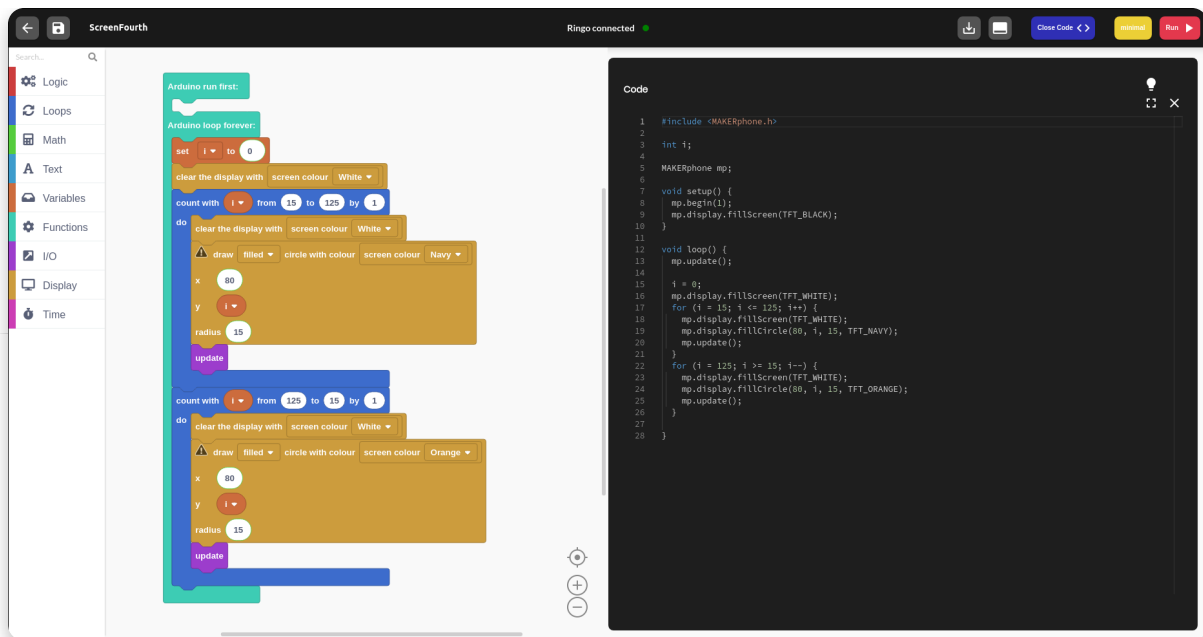 ScreenFourth
Ringo connected
Close Code
minimal
Run
Search...
Logic
Loops
Math
Text
Variables
Functions
I/O
Display
Time
Arduino run first:
Arduino loop forever:
set i to 0
clear the display with screen colour White
count with i from 15 to 125 by 1
do
clear the display with screen colour White
draw filled circle with colour screen colour Navy
x 80
y i
radius 15
update
count with i from 125 to 15 by 1
do
clear the display with screen colour White
draw filled circle with colour screen colour Orange
x 80
y i
radius 15
update
Code
1 #include <MAKERphone.h>
2
3 int i;
4
5 MAKERphone mp;
6
7 void setup() {
8 mp.begin(1);
9 mp.display.fillScreen(TFT_BLACK);
10 }
11
12 void loop() {
13 mp.update();
14
15 i = 0;
16 mp.display.fillScreen(TFT_WHITE);
17 for (i = 15; i <= 125; i++) {
18 mp.display.fillScreen(TFT_WHITE);
19 mp.display.fillCircle(80, i, 15, TFT_NAVY);
20 mp.update();
21 }
22 for (i = 125; i >= 15; i--) {
23 mp.display.fillScreen(TFT_WHITE);
24 mp.display.fillCircle(80, i, 15, TFT_ORANGE);
25 mp.update();
26 }
27
28 }